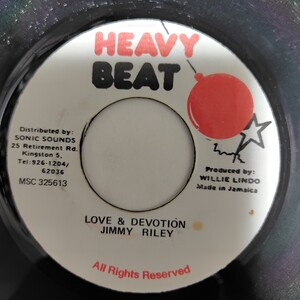 HEAVY
BEAT
Distributed by:
SONIC SOUNDS
25 Retirement Rd.
Kingston 5,
Tel: 926-1204/
62036
MSC 325613
Produced by:
WILLIE LINDO
Made in Jamaica
LOVE & DEVOTION
JIMMY RILEY
All Rights Reserved